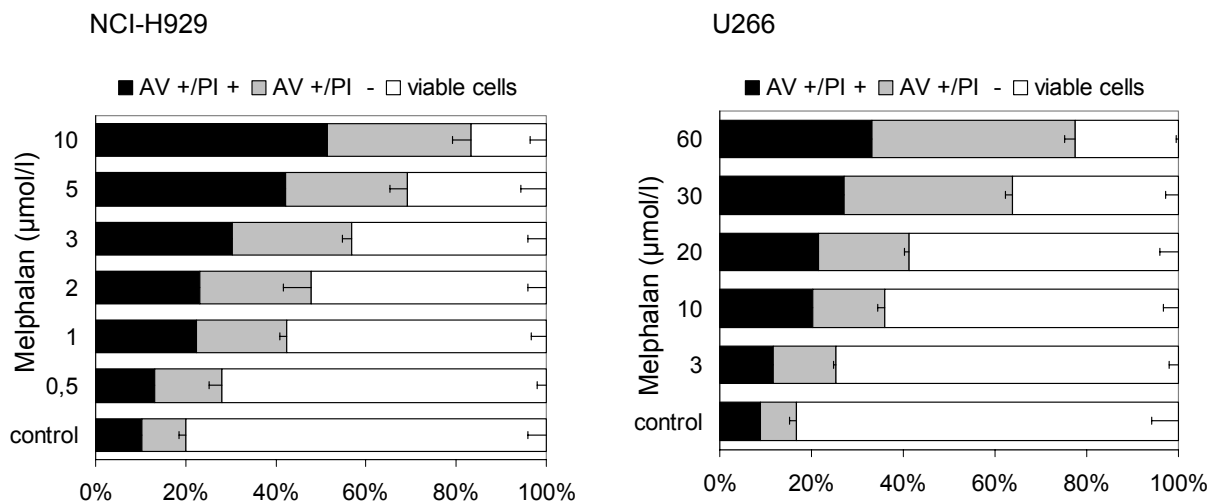 NCI-H929
AV +/PI + AV +/PI - viable cells
Melphalan (µmol/l)
10
5
3
2
1
0,5
control
0% 20% 40% 60% 80% 100%
U266
AV +/PI + AV +/PI - viable cells
Melphalan (µmol/l)
60
30
20
10
3
control
0% 20% 40% 60% 80% 100%